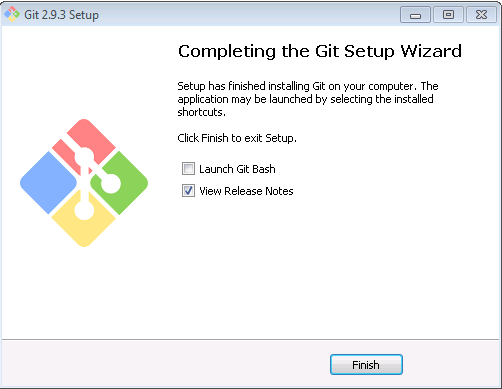 Git 2.9.3 Setup
Completing the Git Setup Wizard
Setup has finished installing Git on your computer. The
application may be launched by selecting the installed
shortcuts.
Click Finish to exit Setup.
Launch Git Bash
View Release Notes
Finish